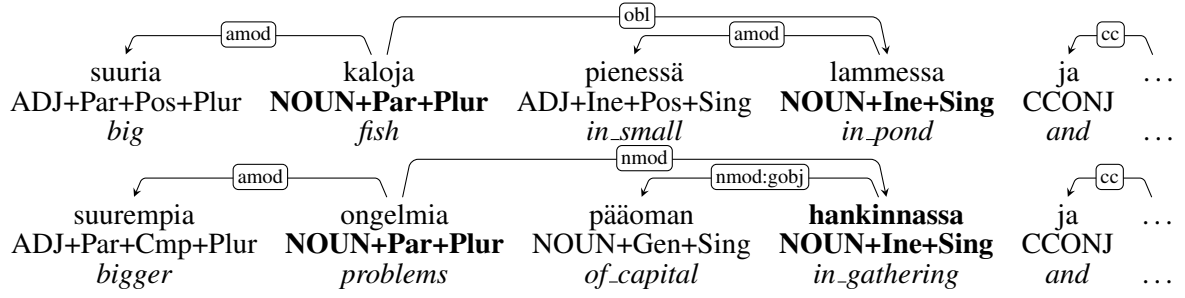 obl
amod amod cc
suuria kaloja pienessä lammessa ja ...
ADJ+Par+Pos+Plur NOUN+Par+Plur ADJ+Ine+Pos+Sing NOUN+Ine+Sing CCONJ
big fish in_small in_pond and ...
nmod
amod nmod:gobj cc
suurempia ongelmia pääoman hankinnassa ja ...
ADJ+Par+Cmp+Plur NOUN+Par+Plur NOUN+Gen+Sing NOUN+Ine+Sing CCONJ
bigger problems of_capital in_gathering and ...